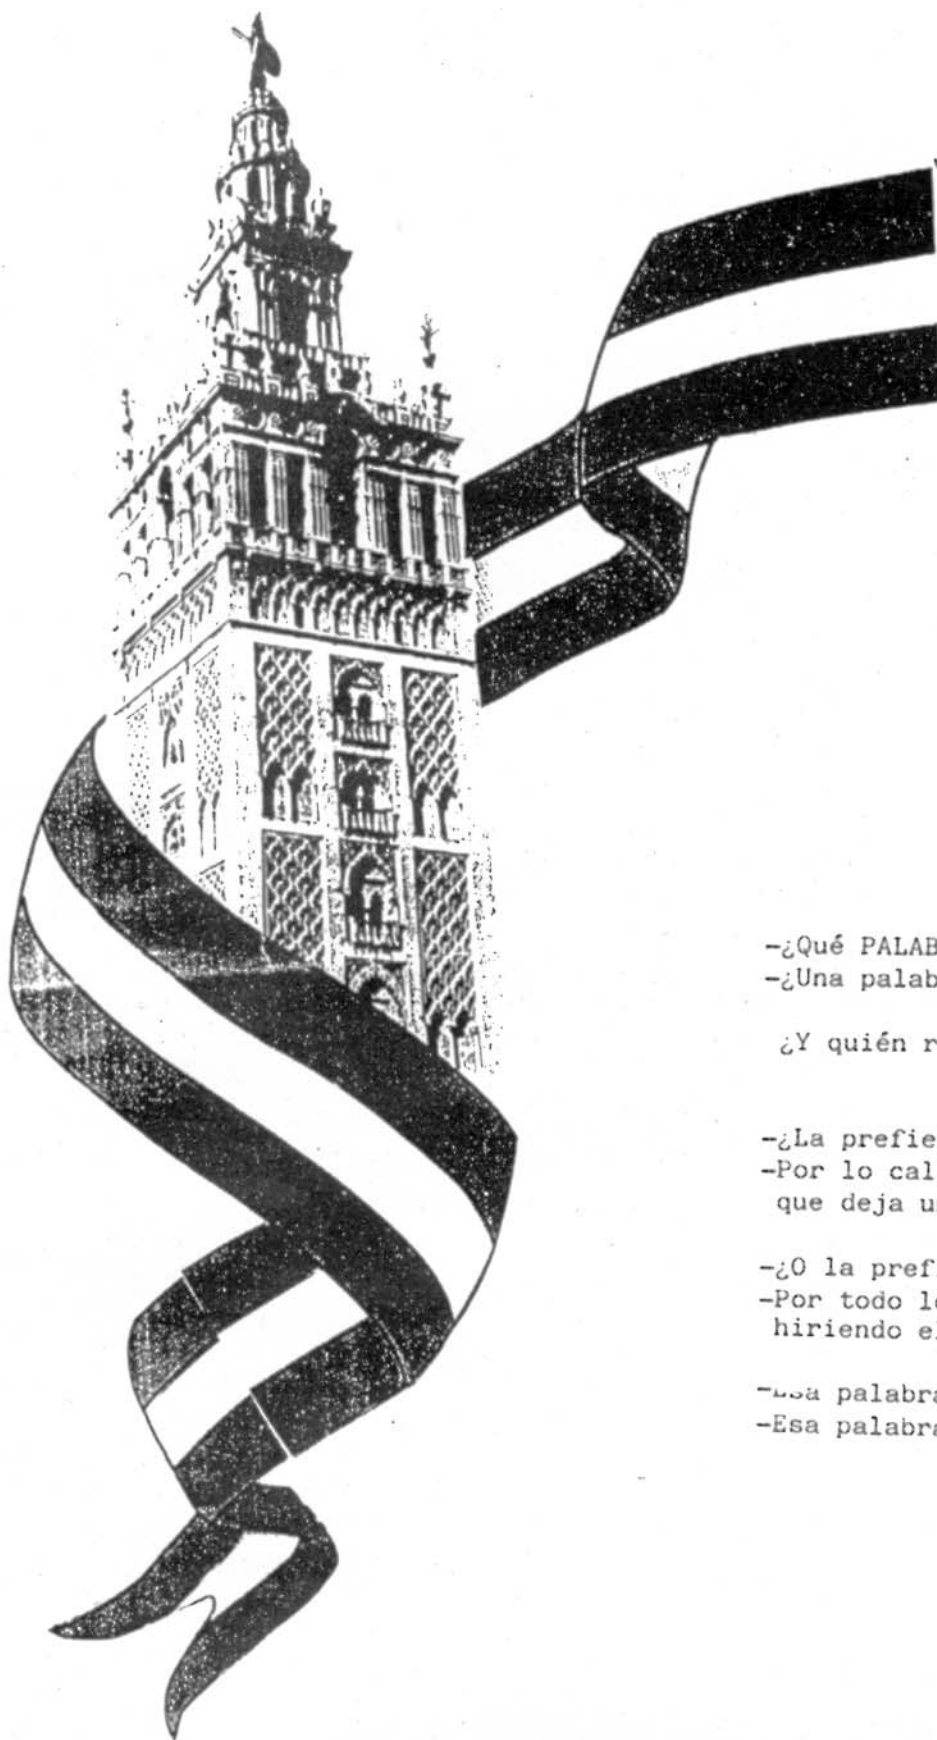 -¿Qué PALAB
-¿Una palab
¿Y quién r
-¿La prefie
-Por lo cal
que deja u
-¿O la pref
-Por todo l
hiriendo e
-Esa palabra
-Esa palabra